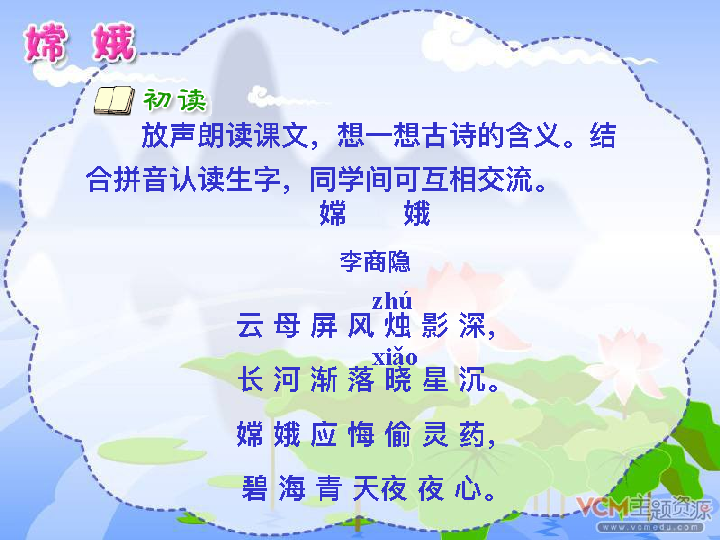 嫦 娥
初读
放声朗读课文，想一想古诗的含义。结
合拼音认读生字，同学间可互相交流。
嫦 娥
李商隐
zhú
云 母 屏 风 烛 影 深，
xiǎo
长 河 渐 落 晓 星 沉。
嫦 娥 应 悔 偷 灵 药，
碧 海 青 天夜 夜 心。
VCM主题资源
www.vcmedu.com